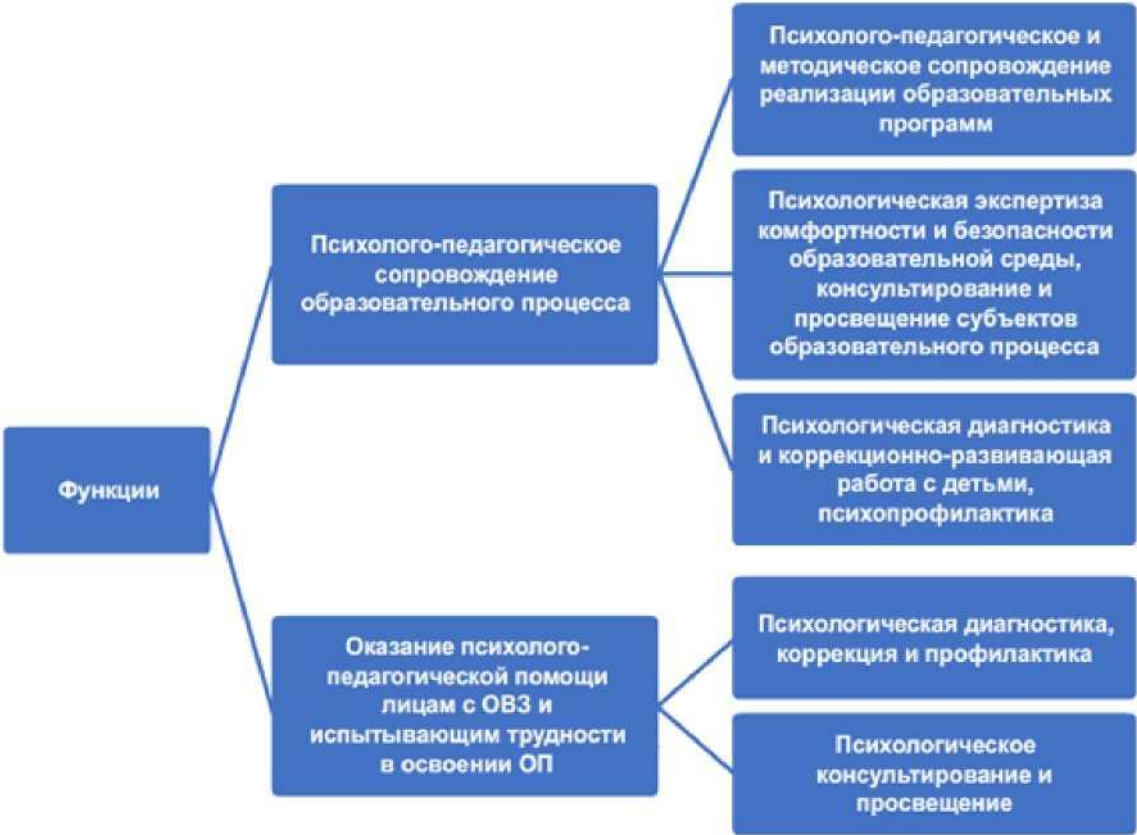 Функции
Психолого-педагогическое
сопровождение
образовательного процесса
Психолого-педагогическое и
методическое сопровождение
реализации образовательных
программ
Психологическая экспертиза
комфортности и безопасности
образовательной среды,
консультирование и
просвещение субъектов
образовательного процесса
Психологическая диагностика
и коррекционно-развивающая
работа с детьми,
психопрофилактика
Оказание психолого-
педагогической помощи
лицам с ОВЗ и
испытывающим трудности
в освоении ОП
Психологическая диагностика,
коррекция и профилактика
Психологическое
консультирование и
просвещение